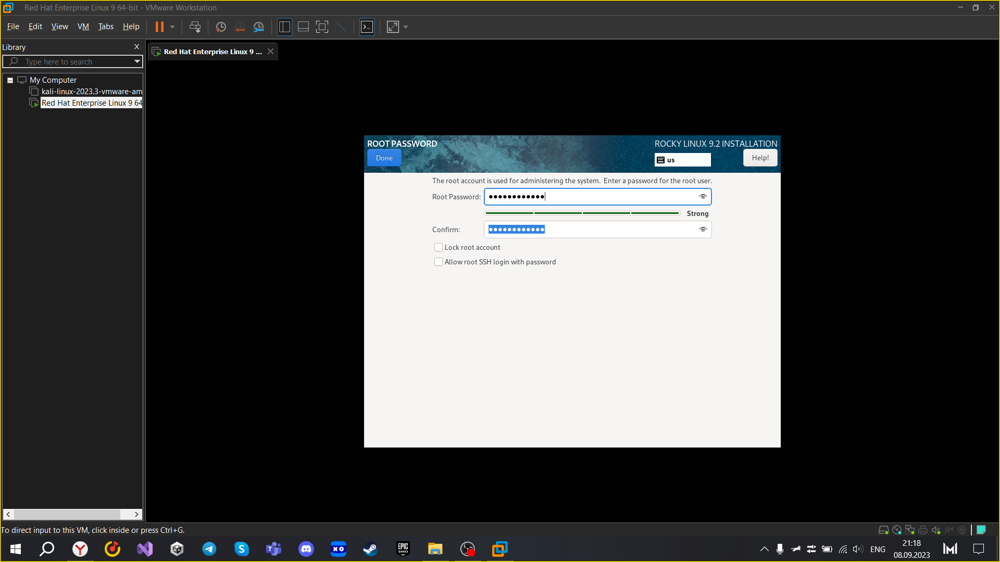 Red Hat Enterprise Linux 9 64-bit - VMware Workstation
File Edit View VM Tabs Help
Library
Red Hat Enterprise Linux 9 ...
Type here to search
My Computer
kali-linux-2023.3-vmware-am
Red Hat Enterprise Linux 9 64
ROOT PASSWORD
ROCKY LINUX 9.2 INSTALLATION
Done
us
Help!
The root account is used for administering the system. Enter a password for the root user.
Root Password: ●●●●●●●●●●●●
Strong
Confirm: ●●●●●●●●●●●●
Lock root account
Allow root SSH login with password
To direct input to this VM, click inside or press Ctrl+G.
EPIC
GAMES
XO
ENG
21:18
08.09.2023